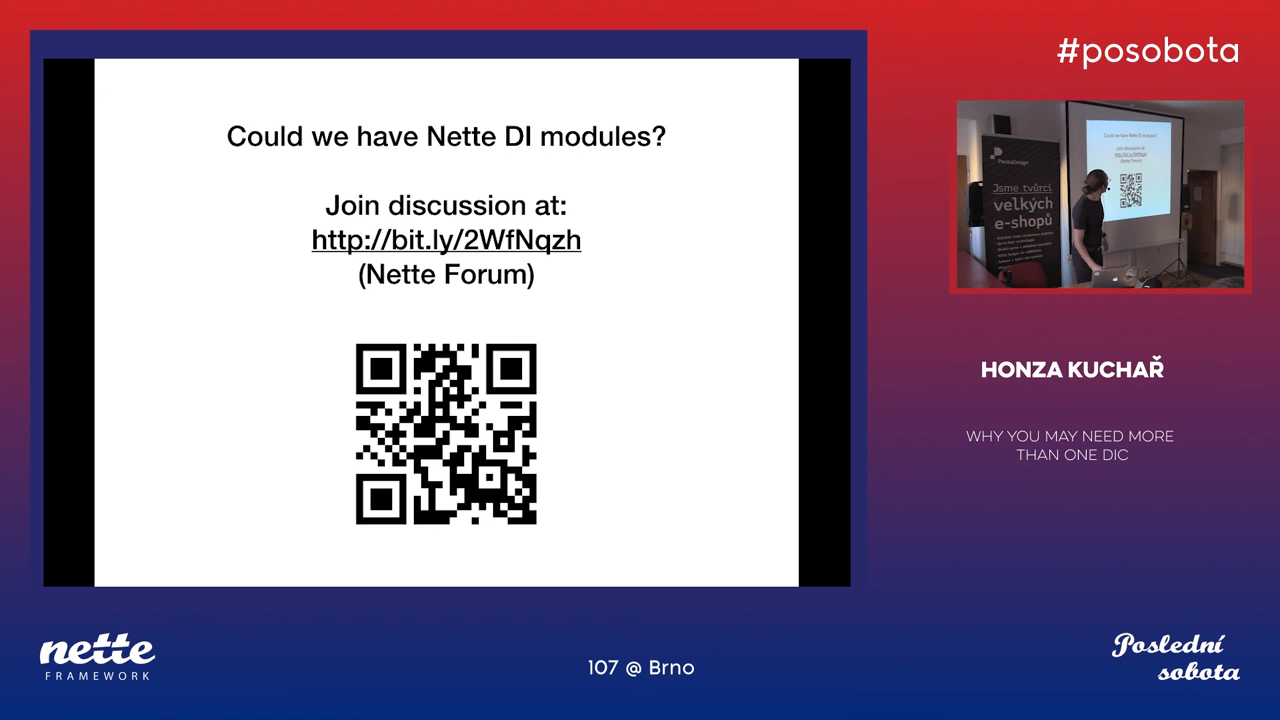 #posobota
Could we have Nette DI modules?
Join discussion at:
http://bit.ly/2WfNqzh
(Nette Forum)
PeckaDesign
Jsme tvůrci
velkých
e-shopů
HONZA KUCHAŘ
WHY YOU MAY NEED MORE
THAN ONE DIC
nette
FRAMEWORK
107 @ Brno
Poslední
sobota